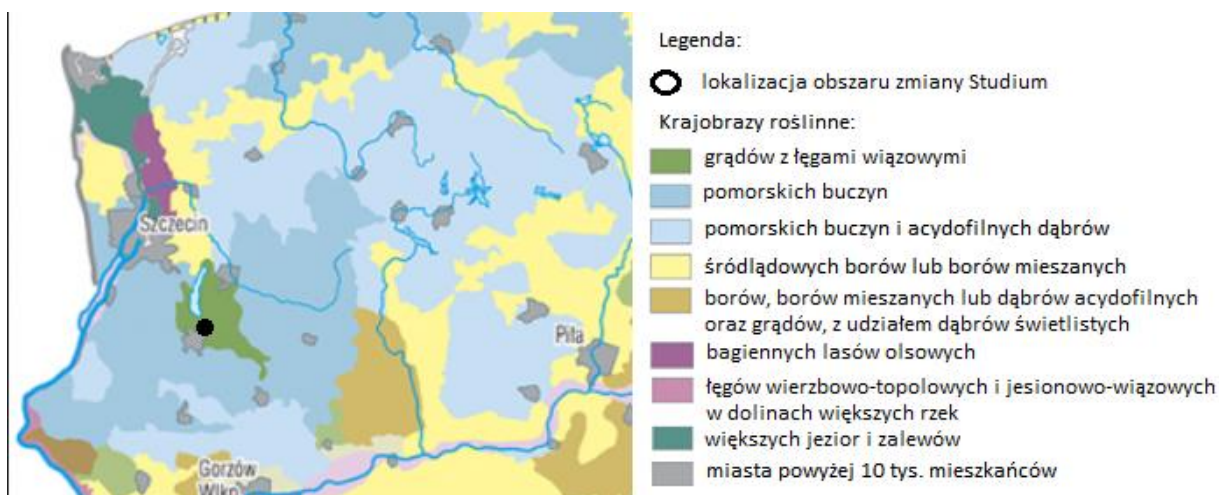 Szczecin
Piła
Gorzów
Wlkp.
Legenda:
lokalizacja obszaru zmiany Studium
Krajobrazy roślinne:
grądów z łęgami wiązowymi
pomorskich buczyn
pomorskich buczyn i acydofilnych dąbrów
śródlądowych borów lub borów mieszanych
borów, borów mieszanych lub dąbrów acydofilnych
oraz grądów, z udziałem dąbrów świetlistych
bagiennych lasów olsowych
łęgów wierzbowo-topolowych i jesionowo-wiązowych
w dolinach większych rzek
większych jezior i zalewów
miasta powyżej 10 tys. mieszkańców